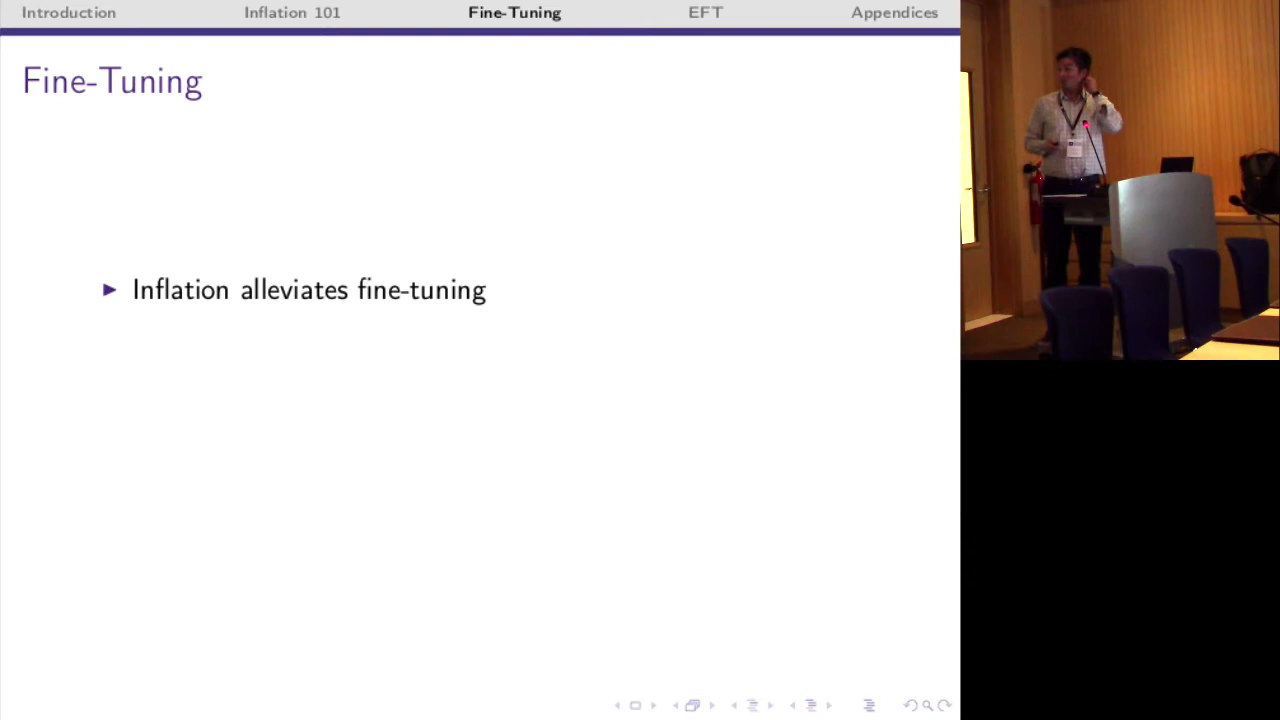 Introduction Inflation 101 Fine-Tuning EFT Appendices
Fine-Tuning
Inflation alleviates fine-tuning